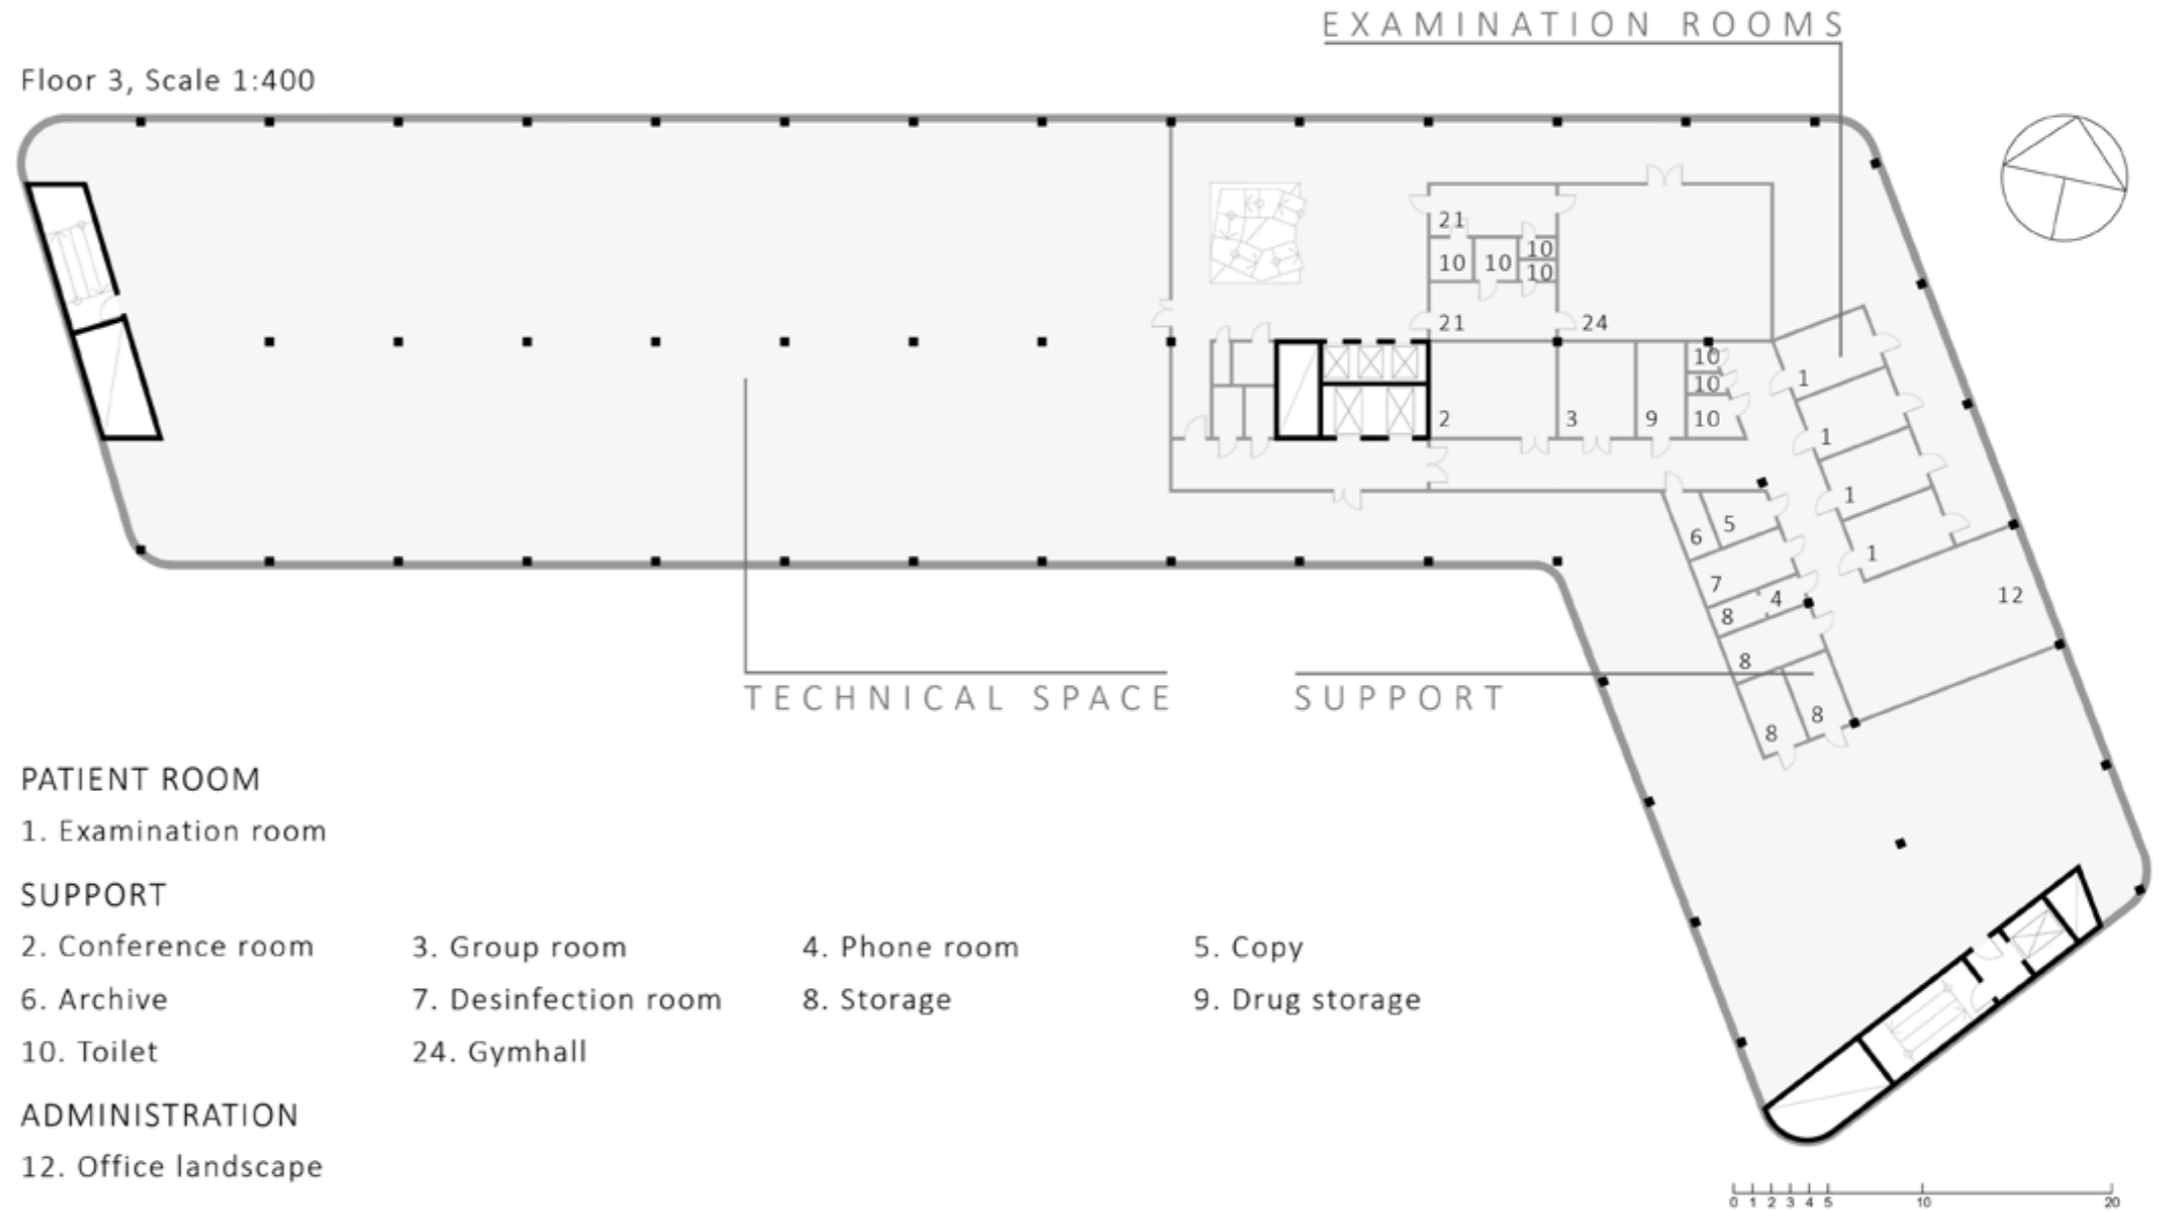 EXAMINATION ROOMS
Floor 3, Scale 1:400
21
10 10 10
10
21 24
10
10
2 3 9 10
1
1
1
1
6 5
7
8 4
12
8
8 8
TECHNICAL SPACE SUPPORT
PATIENT ROOM
1. Examination room
SUPPORT
2. Conference room 3. Group room 4. Phone room 5. Copy
6. Archive 7. Desinfection room 8. Storage 9. Drug storage
10. Toilet 24. Gymhall
ADMINISTRATION
12. Office landscape
0 1 2 3 4 5 10 20